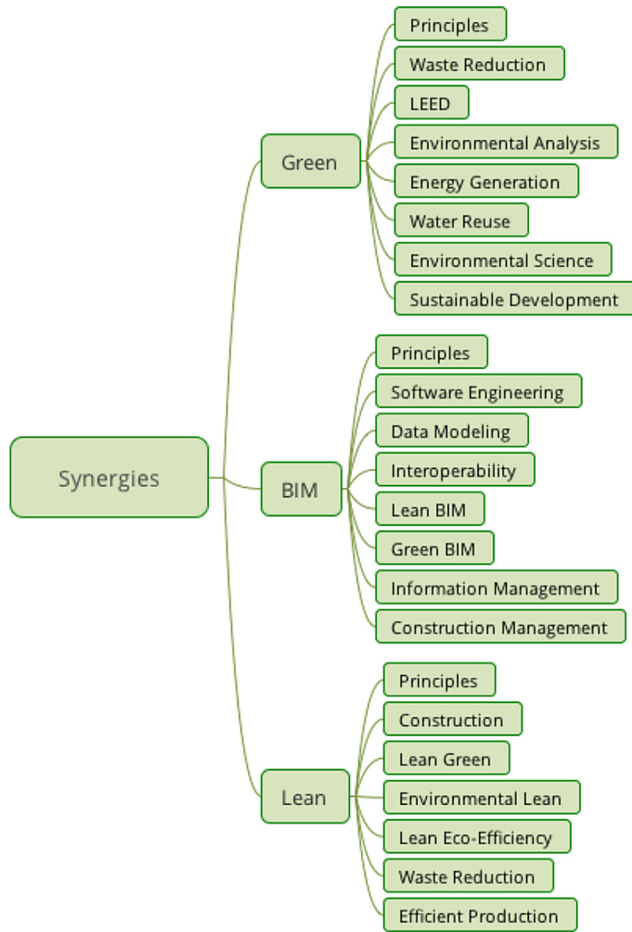 Synergies
Green
Principles
Waste Reduction
LEED
Environmental Analysis
Energy Generation
Water Reuse
Environmental Science
Sustainable Development
BIM
Principles
Software Engineering
Data Modeling
Interoperability
Lean BIM
Green BIM
Information Management
Construction Management
Lean
Principles
Construction
Lean Green
Environmental Lean
Lean Eco-Efficiency
Waste Reduction
Efficient Production